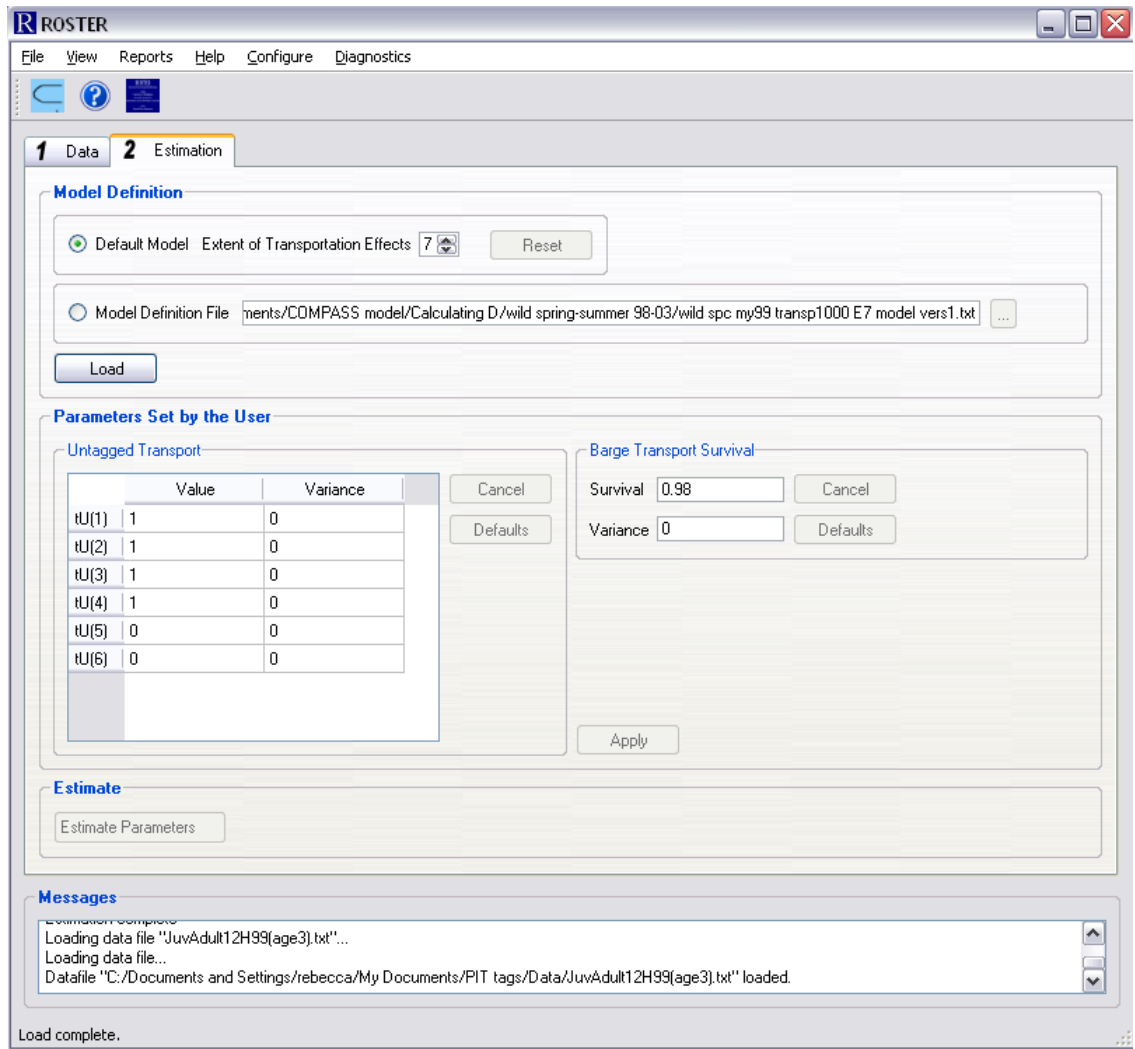 R ROSTER
File View Reports Help Configure Diagnostics
?
ROSTER
1 Data 2 Estimation
Model Definition
Default Model Extent of Transportation Effects 7 Reset
Model Definition File ments/COMPASS model/Calculating D/wild spring-summer 98-03/wild spc my99 transp1000 E7 model vers1.txt ...
Load
Parameters Set by the User
Untagged Transport
Value Variance
tU(1) 1 0
tU(2) 1 0
tU(3) 1 0
tU(4) 1 0
tU(5) 0 0
tU(6) 0 0
Cancel
Defaults
Barge Transport Survival
Survival 0.98 Cancel
Variance 0 Defaults
Apply
Estimate
Estimate Parameters
Messages
Estimation complete
Loading data file "JuvAdult12H99(age3).txt"...
Loading data file...
Datafile "C:/Documents and Settings/rebecca/My Documents/PIT tags/Data/JuvAdult12H99(age3).txt" loaded.
Load complete.